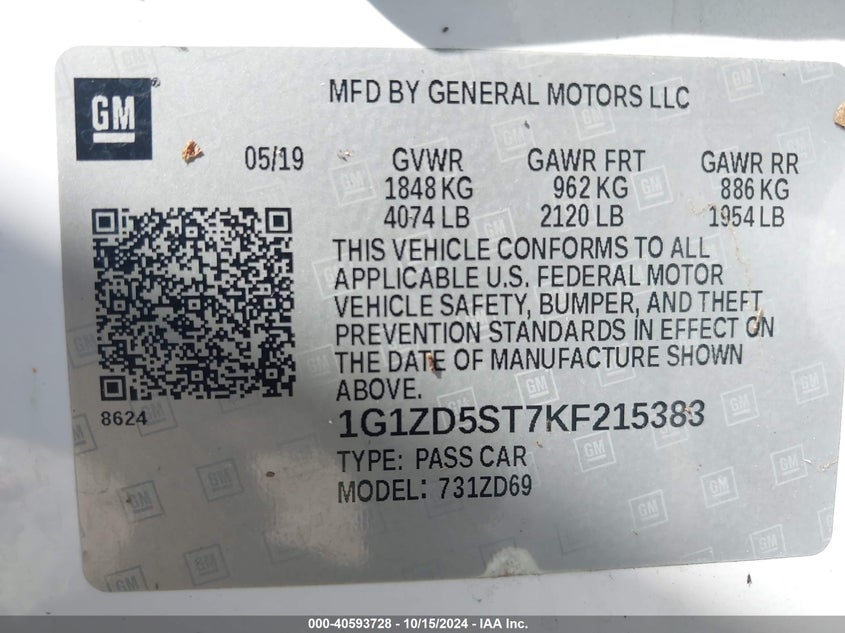 GM®
MFD BY GENERAL MOTORS LLC
05/19 GVWR GAWR FRT GAWR RR
1848 KG 962 KG 886 KG
4074 LB 2120 LB 1954 LB
THIS VEHICLE CONFORMS TO ALL
APPLICABLE U.S. FEDERAL MOTOR
VEHICLE SAFETY, BUMPER, AND THEFT
PREVENTION STANDARDS IN EFFECT ON
THE DATE OF MANUFACTURE SHOWN
ABOVE.
8624
1G1ZD5ST7KF215383
TYPE: PASS CAR
MODEL: 731ZD69
000-40593728 - 10/15/2024 - IAA Inc.